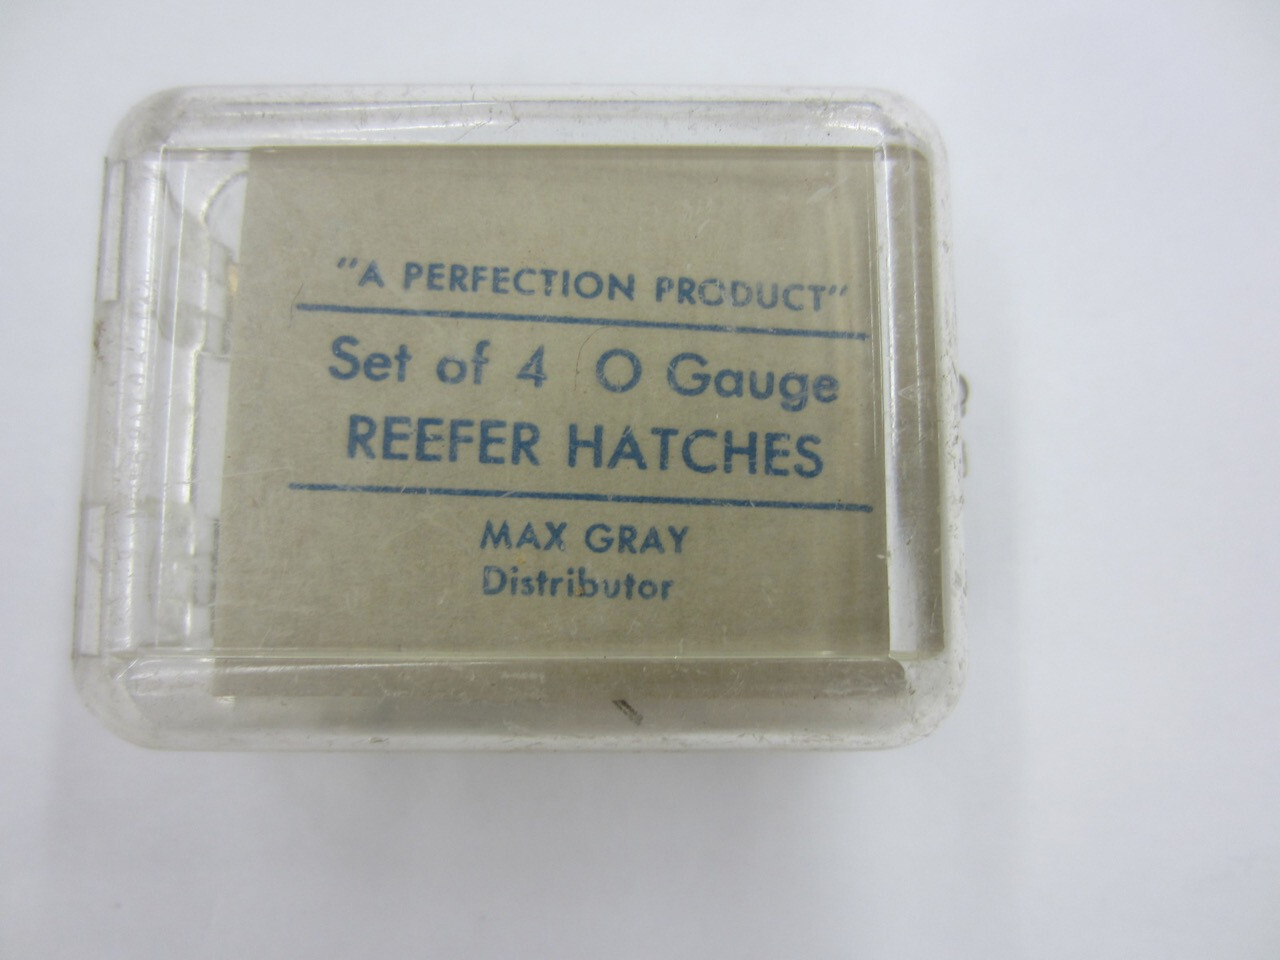 "A PERFECTION PRODUCT"
Set of 4 O Gauge
REEFER HATCHES
MAX GRAY
Distributor